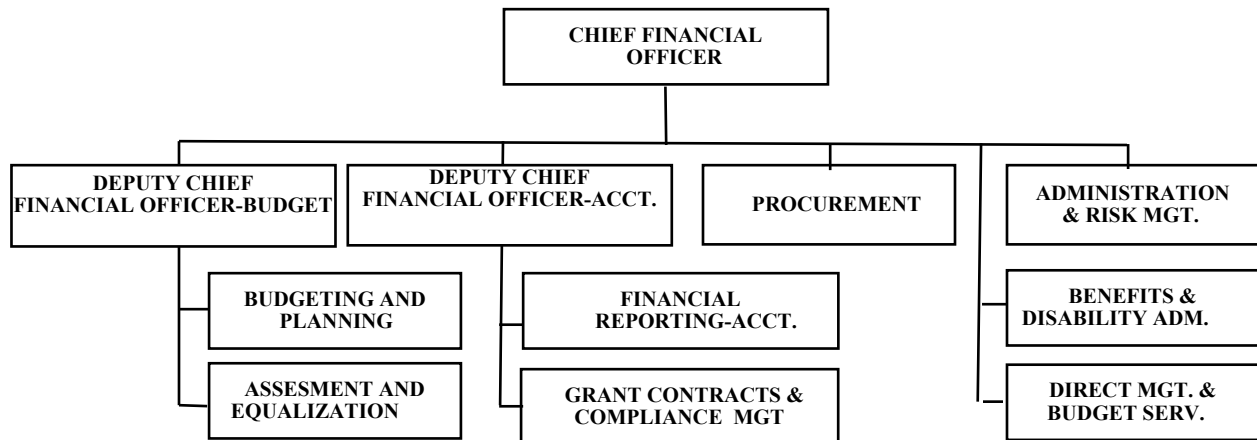 CHIEF FINANCIAL
OFFICER
DEPUTY CHIEF
FINANCIAL OFFICER-BUDGET
DEPUTY CHIEF
FINANCIAL OFFICER-ACCT.
PROCUREMENT
ADMINISTRATION
& RISK MGT.
BUDGETING AND
PLANNING
FINANCIAL
REPORTING-ACCT.
BENEFITS &
DISABILITY ADM.
ASSESMENT AND
EQUALIZATION
GRANT CONTRACTS &
COMPLIANCE MGT
DIRECT MGT. &
BUDGET SERV.